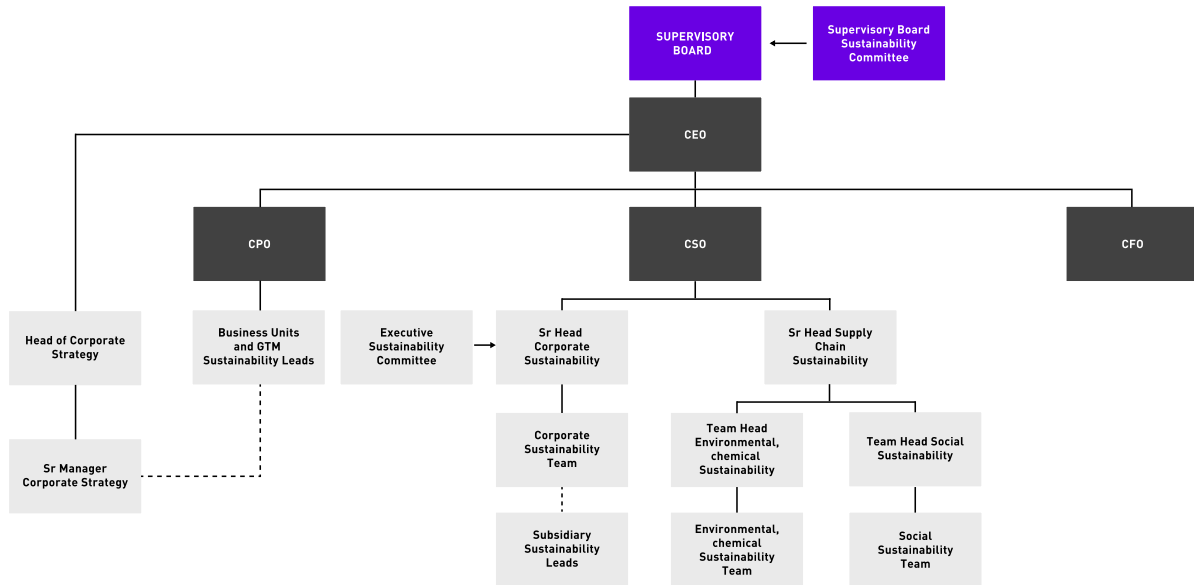 SUPERVISORY
BOARD
Supervisory Board
Sustainability
Committee
CEO
CPO
CSO
CFO
Head of Corporate
Strategy
Business Units
and GTM
Sustainability Leads
Executive
Sustainability
Committee
Sr Head
Corporate
Sustainability
Sr Head Supply
Chain
Sustainability
Sr Manager
Corporate Strategy
Corporate
Sustainability
Team
Team Head
Environmental,
chemical
Sustainability
Team Head Social
Sustainability
Subsidiary
Sustainability
Leads
Environmental,
chemical
Sustainability
Team
Social
Sustainability
Team